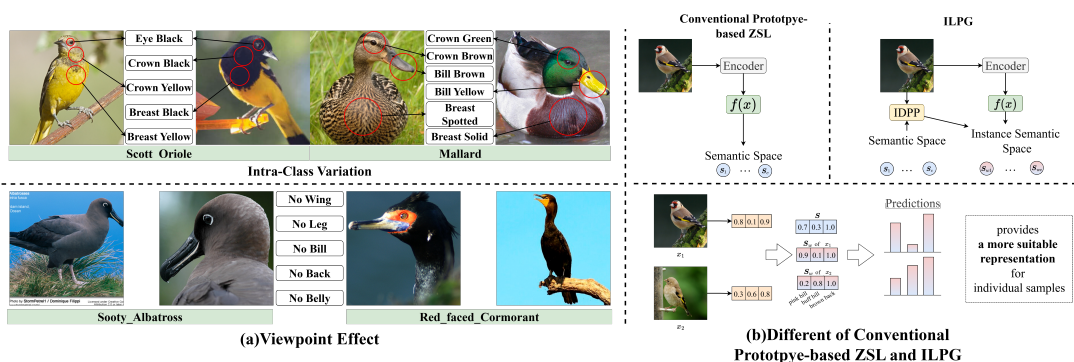 Eye Black
Crown Black
Crown Yellow
Breast Black
Breast Yellow
Scott_Oriole
Crown Green
Crown Brown
Bill Brown
Bill Yellow
Breast
Spotted
Breast Solid
Mallard
Intra-Class Variation
No Wing
No Leg
No Bill
No Back
No Belly
Sooty_Albatross
Red_faced_Cormorant
(a)Viewpoint Effect
Conventional Prototpye-
based ZSL
Encoder
f(x)
Semantic Space
s₁ ... s꜀
ILPG
Encoder
IDPP
f(x)
Semantic Space
Instance Semantic
Space
s₁ ... s꜀
x₁
0.8 0.1 0.9
x₂
0.3 0.6 0.8
S
0.7 0.3 1.0
of x₁
0.9 0.1 1.0
of x₂
0.2 0.8 1.0
pink bill
buff bill
brown back
Predictions
provides
a more suitable
representation
for
individual samples
(b)Different of Conventional
Prototpye-based ZSL and ILPG